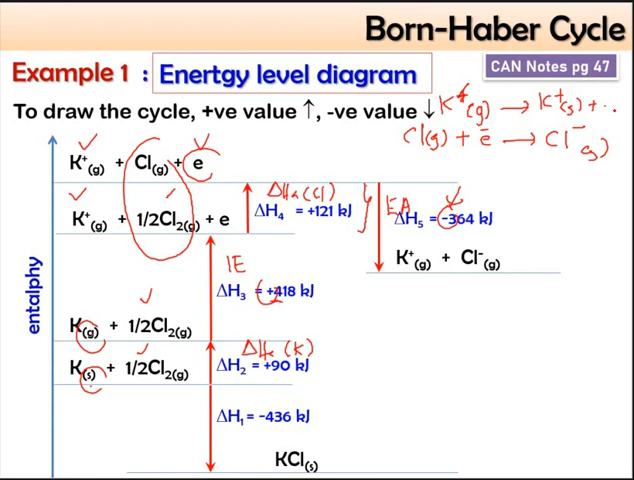 Born-Haber Cycle
Example 1 : Enertgy level diagram
CAN Notes pg 47
To draw the cycle, +ve value ↑, -ve value ↓
K⁺(g) → K⁺(s) + ..
Cl(g) + e̅ → Cl⁻(g)
K⁺(g) + Cl(g) + e
ΔHa (Cl)
K⁺(g) + 1/2Cl₂(g) + e
ΔH₄ = +121 kJ
EA
ΔH₅ = -364 kJ
K⁺(g) + Cl⁻(g)
IE
ΔH₃ = +418 kJ
entalphy
K(g) + 1/2Cl₂(g)
ΔHa (K)
K(s) + 1/2Cl₂(g)
ΔH₂ = +90 kJ
ΔH₁ = -436 kJ
KCl(s)